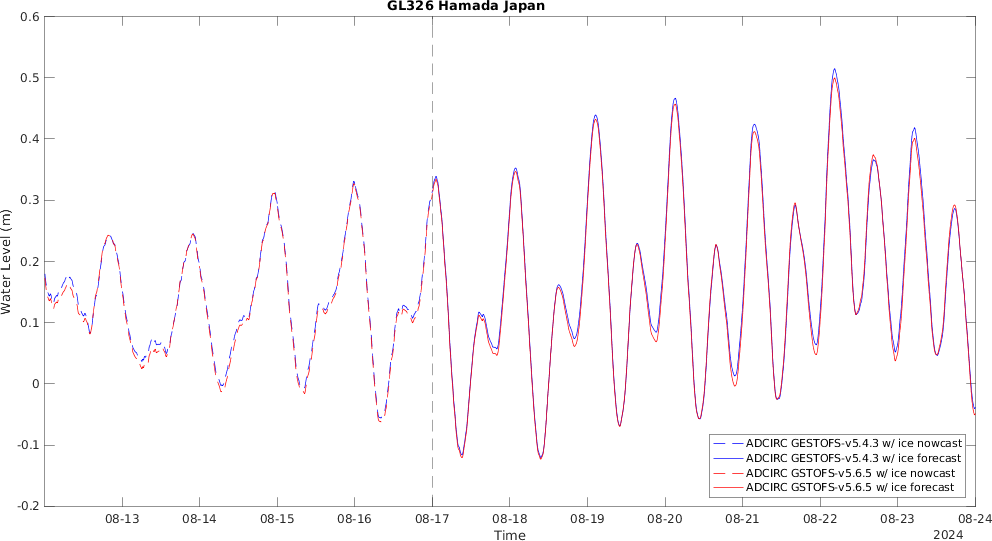 GL326 Hamada Japan
0.6
0.5
0.4
0.3
0.2
0.1
0
-0.1
-0.2
Water Level (m)
ADCIRC GESTOFS-v5.4.3 w/ ice nowcast
ADCIRC GESTOFS-v5.4.3 w/ ice forecast
ADCIRC GSTOFS-v5.6.5 w/ ice nowcast
ADCIRC GSTOFS-v5.6.5 w/ ice forecast
08-13 08-14 08-15 08-16 08-17 08-18 08-19 08-20 08-21 08-22 08-23 08-24
Time
2024